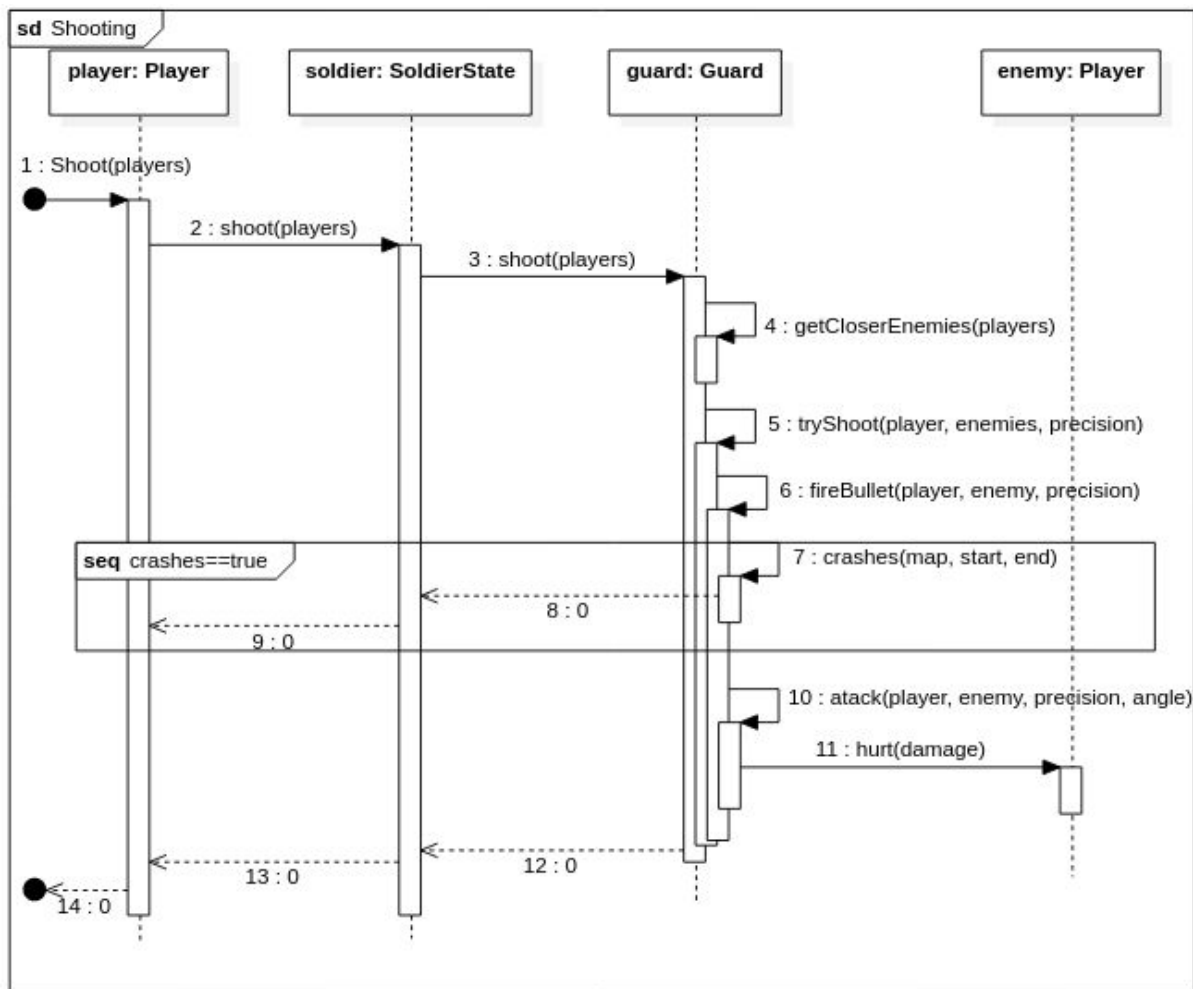 sd Shooting
player: Player
soldier: SoldierState
guard: Guard
enemy: Player
1 : Shoot(players)
2 : shoot(players)
3 : shoot(players)
4 : getCloserEnemies(players)
5 : tryShoot(player, enemies, precision)
6 : fireBullet(player, enemy, precision)
seq crashes==true
7 : crashes(map, start, end)
8 : 0
9 : 0
10 : atack(player, enemy, precision, angle)
11 : hurt(damage)
12 : 0
13 : 0
14 : 0